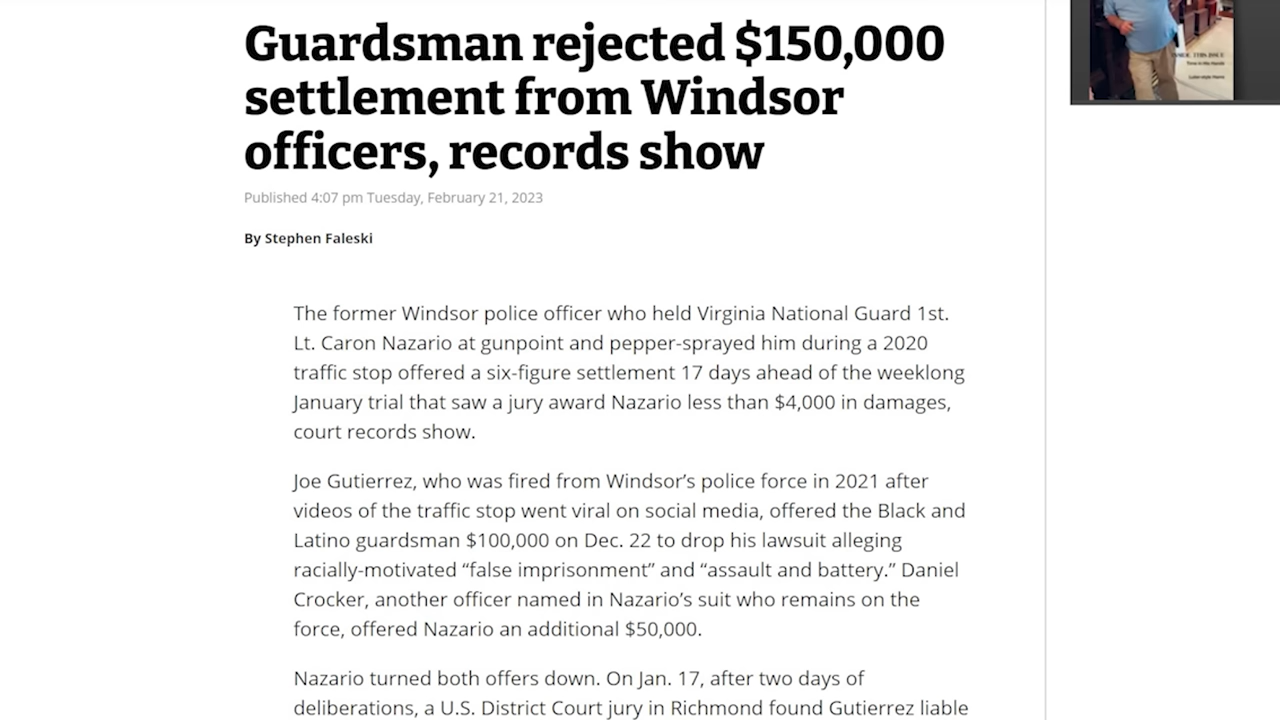 Guardsman rejected $150,000
settlement from Windsor
officers, records show
Published 4:07 pm Tuesday, February 21, 2023
By Stephen Faleski
The former Windsor police officer who held Virginia National Guard 1st.
Lt. Caron Nazario at gunpoint and pepper-sprayed him during a 2020
traffic stop offered a six-figure settlement 17 days ahead of the weeklong
January trial that saw a jury award Nazario less than $4,000 in damages,
court records show.
Joe Gutierrez, who was fired from Windsor’s police force in 2021 after
videos of the traffic stop went viral on social media, offered the Black and
Latino guardsman $100,000 on Dec. 22 to drop his lawsuit alleging
racially-motivated “false imprisonment” and “assault and battery.” Daniel
Crocker, another officer named in Nazario’s suit who remains on the
force, offered Nazario an additional $50,000.
Nazario turned both offers down. On Jan. 17, after two days of
deliberations, a U.S. District Court jury in Richmond found Gutierrez liable
THIS ISSUE
Time in His Hands